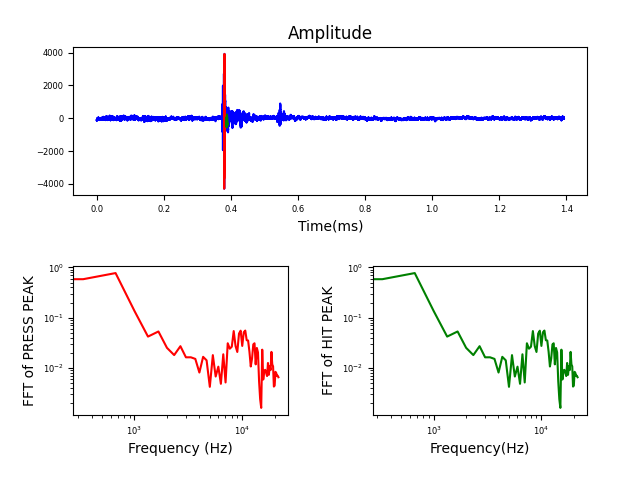 Amplitude
4000
2000
0
−2000
−4000
0.0 0.2 0.4 0.6 0.8 1.0 1.2 1.4
Time(ms)
FFT of PRESS PEAK
10⁰
10⁻¹
10⁻²
10³ 10⁴
Frequency (Hz)
FFT of HIT PEAK
10⁰
10⁻¹
10⁻²
10³ 10⁴
Frequency(Hz)